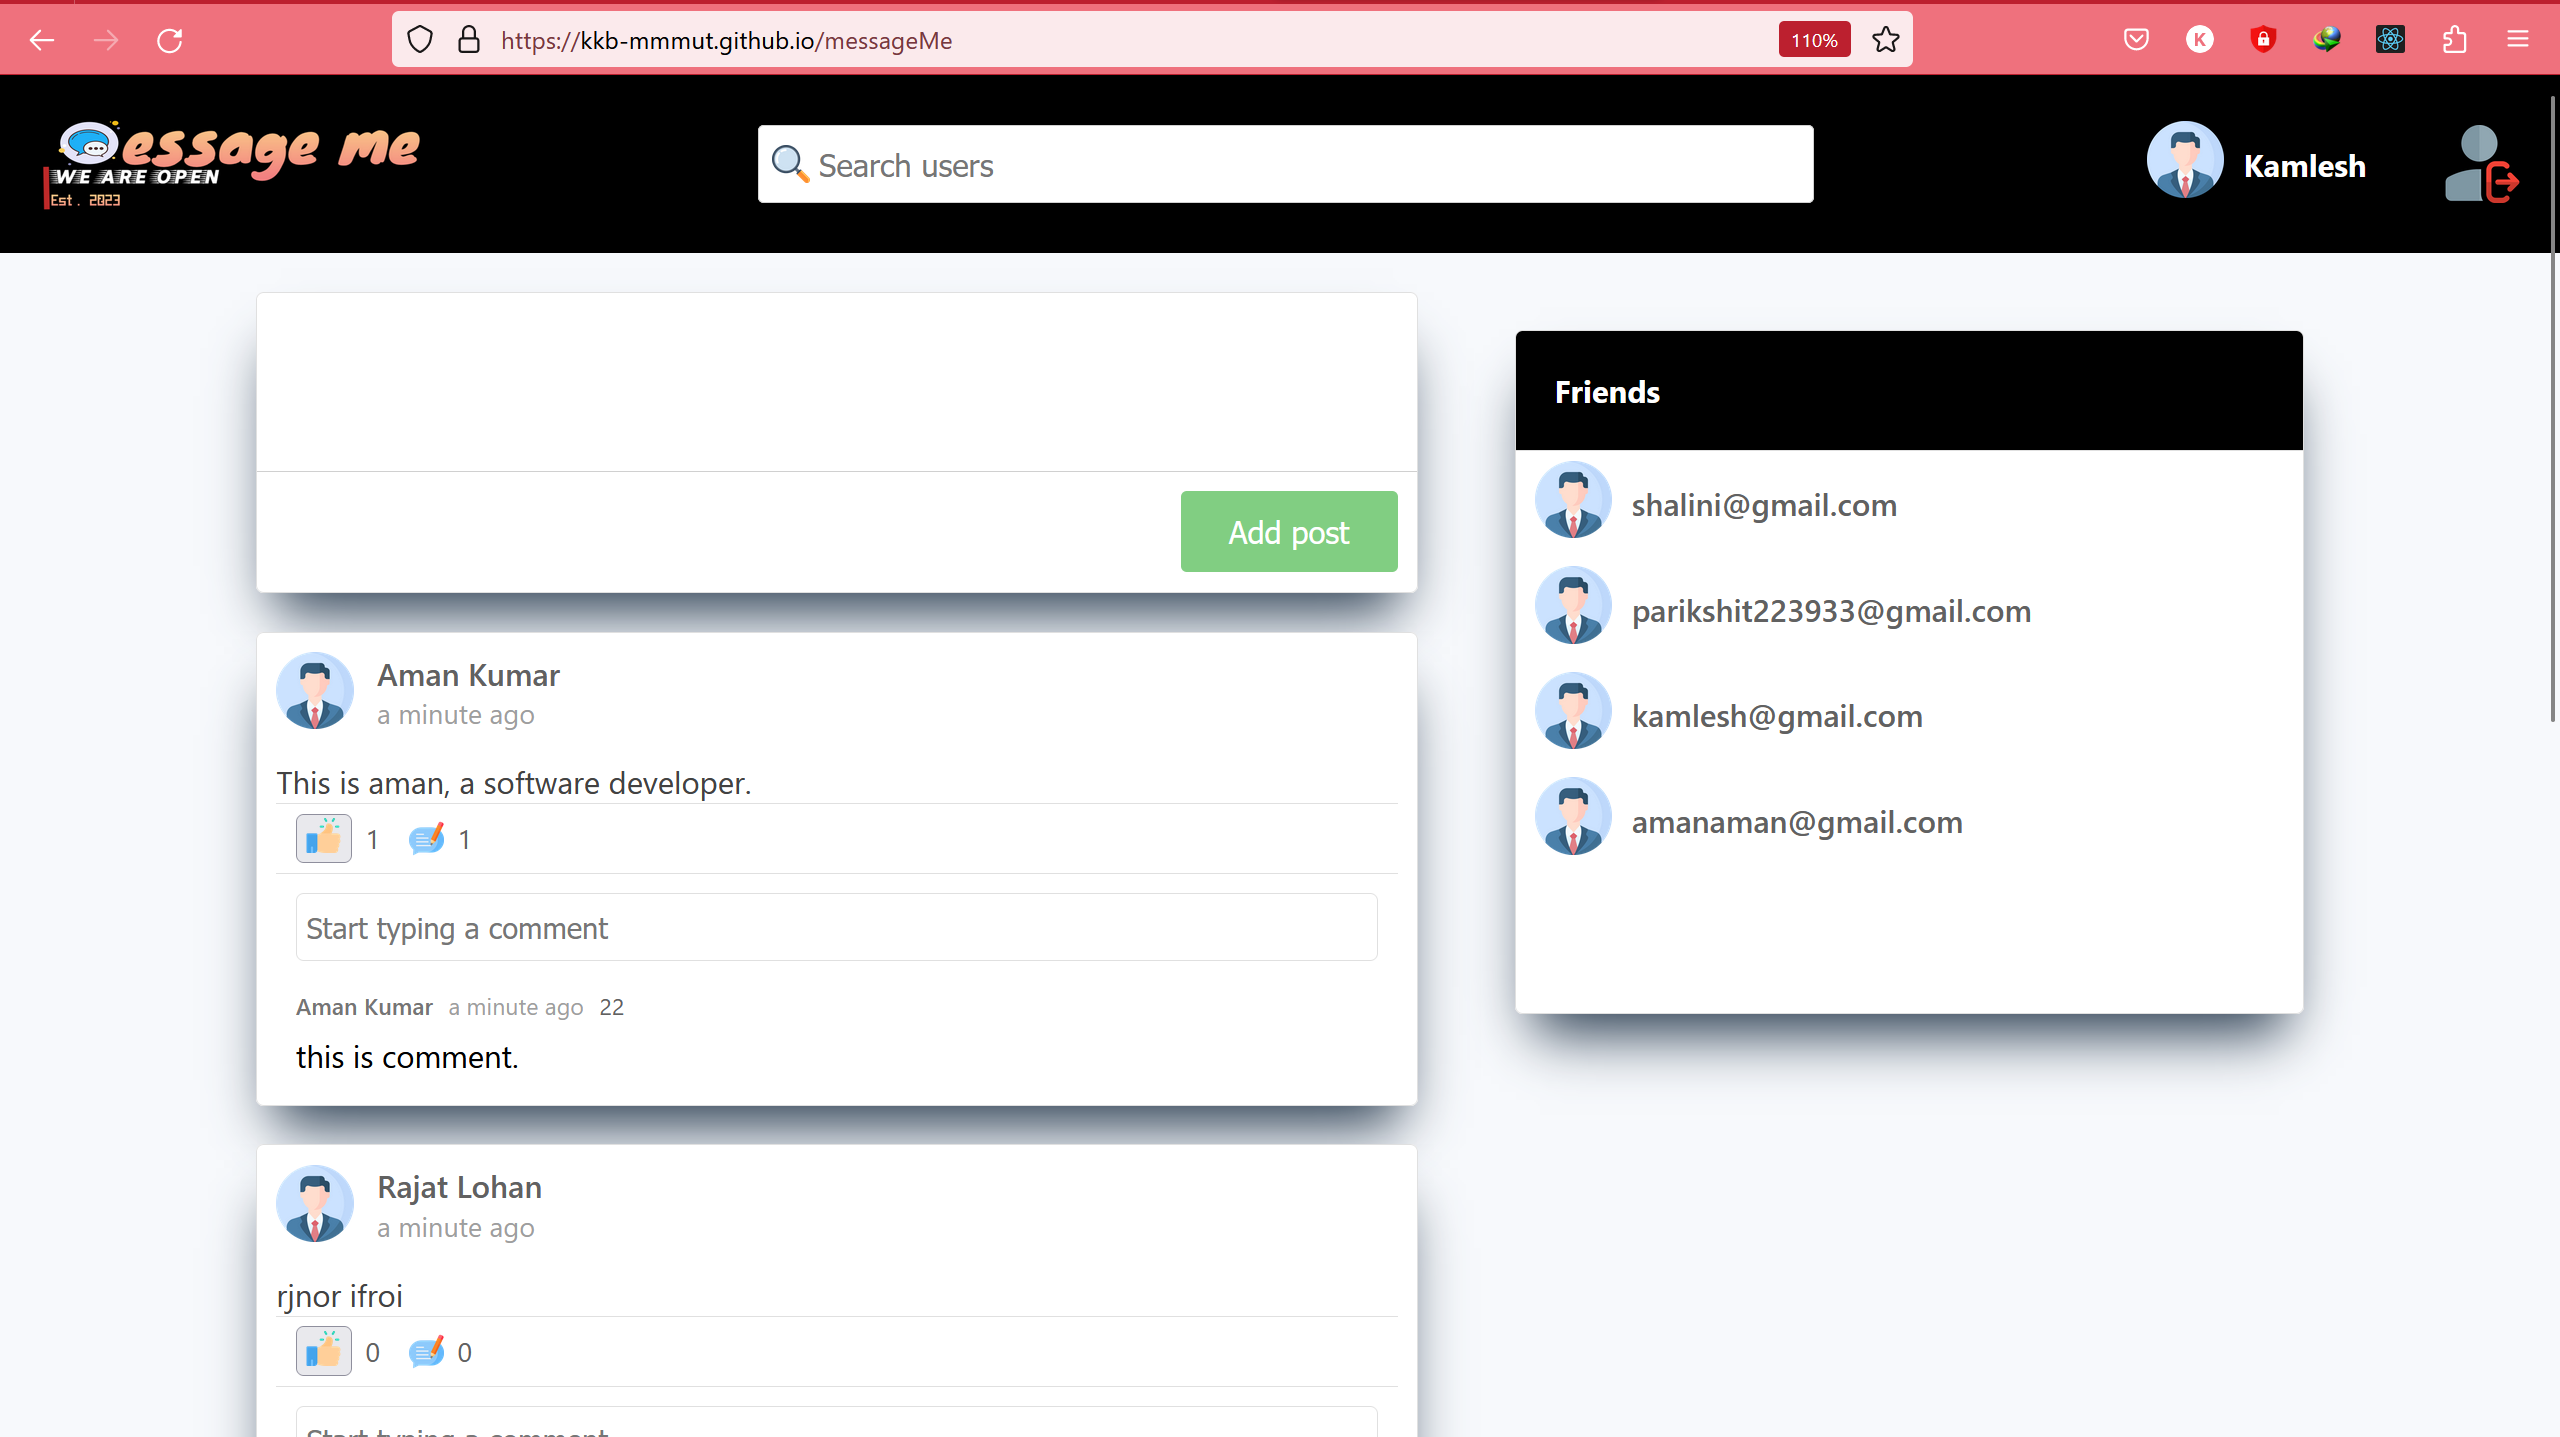 https://kkb-mmmut.github.io/messageMe
110%
K
essage me
WE ARE OPEN
Est. 2023
Search users
Kamlesh
Add post
Friends
shalini@gmail.com
parikshit223933@gmail.com
kamlesh@gmail.com
amanaman@gmail.com
Aman Kumar
a minute ago
This is aman, a software developer.
1 1
Start typing a comment
Aman Kumar a minute ago 22
this is comment.
Rajat Lohan
a minute ago
rjnor ifroi
0 0
Start typing a comment